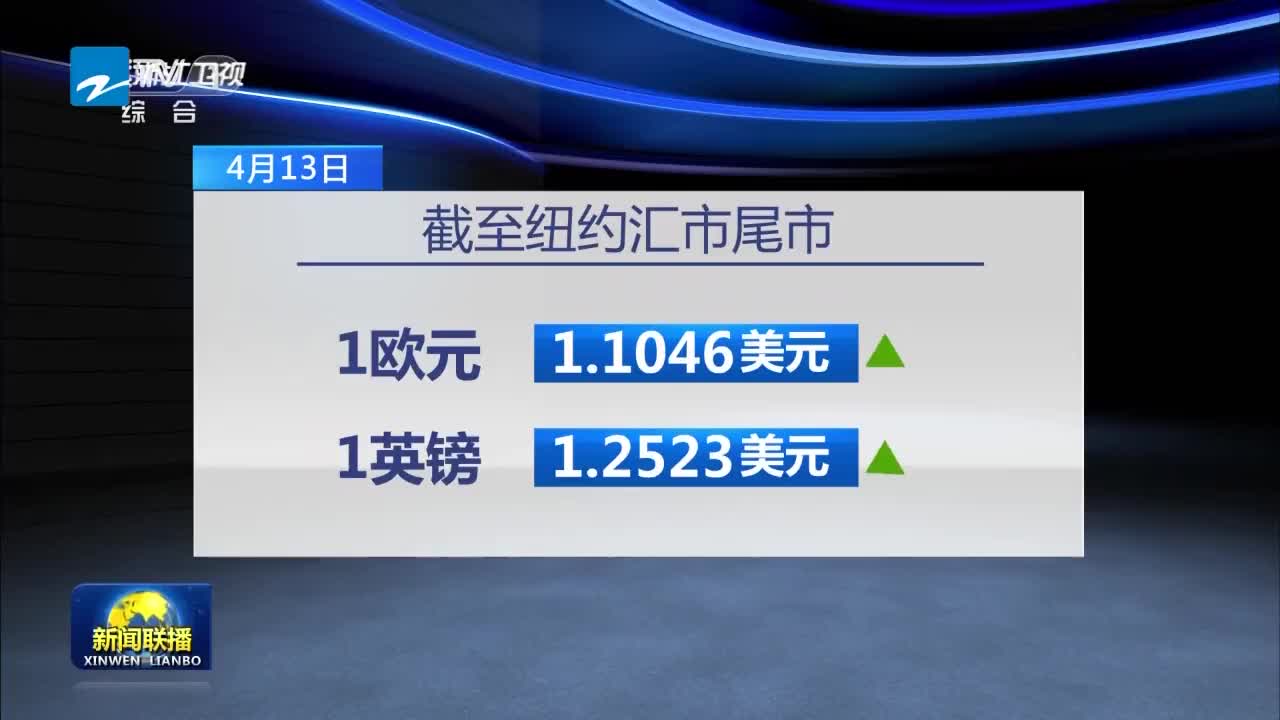 卫视
综合
4月13日
截至纽约汇市尾市
1欧元 1.1046美元
1英镑 1.2523美元
新闻联播
XINWEN LIANBO